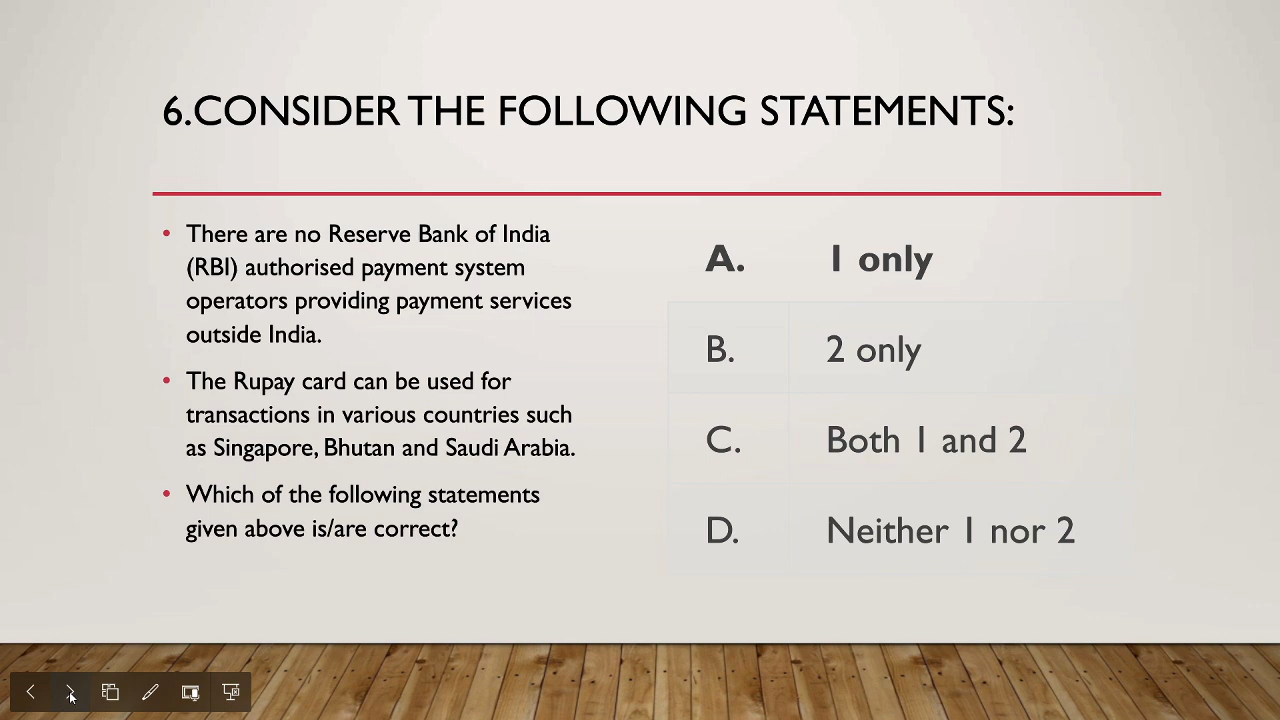 6.CONSIDER THE FOLLOWING STATEMENTS:
• There are no Reserve Bank of India
(RBI) authorised payment system
operators providing payment services
outside India.
• The Rupay card can be used for
transactions in various countries such
as Singapore, Bhutan and Saudi Arabia.
• Which of the following statements
given above is/are correct?
A. 1 only
B. 2 only
C. Both 1 and 2
D. Neither 1 nor 2